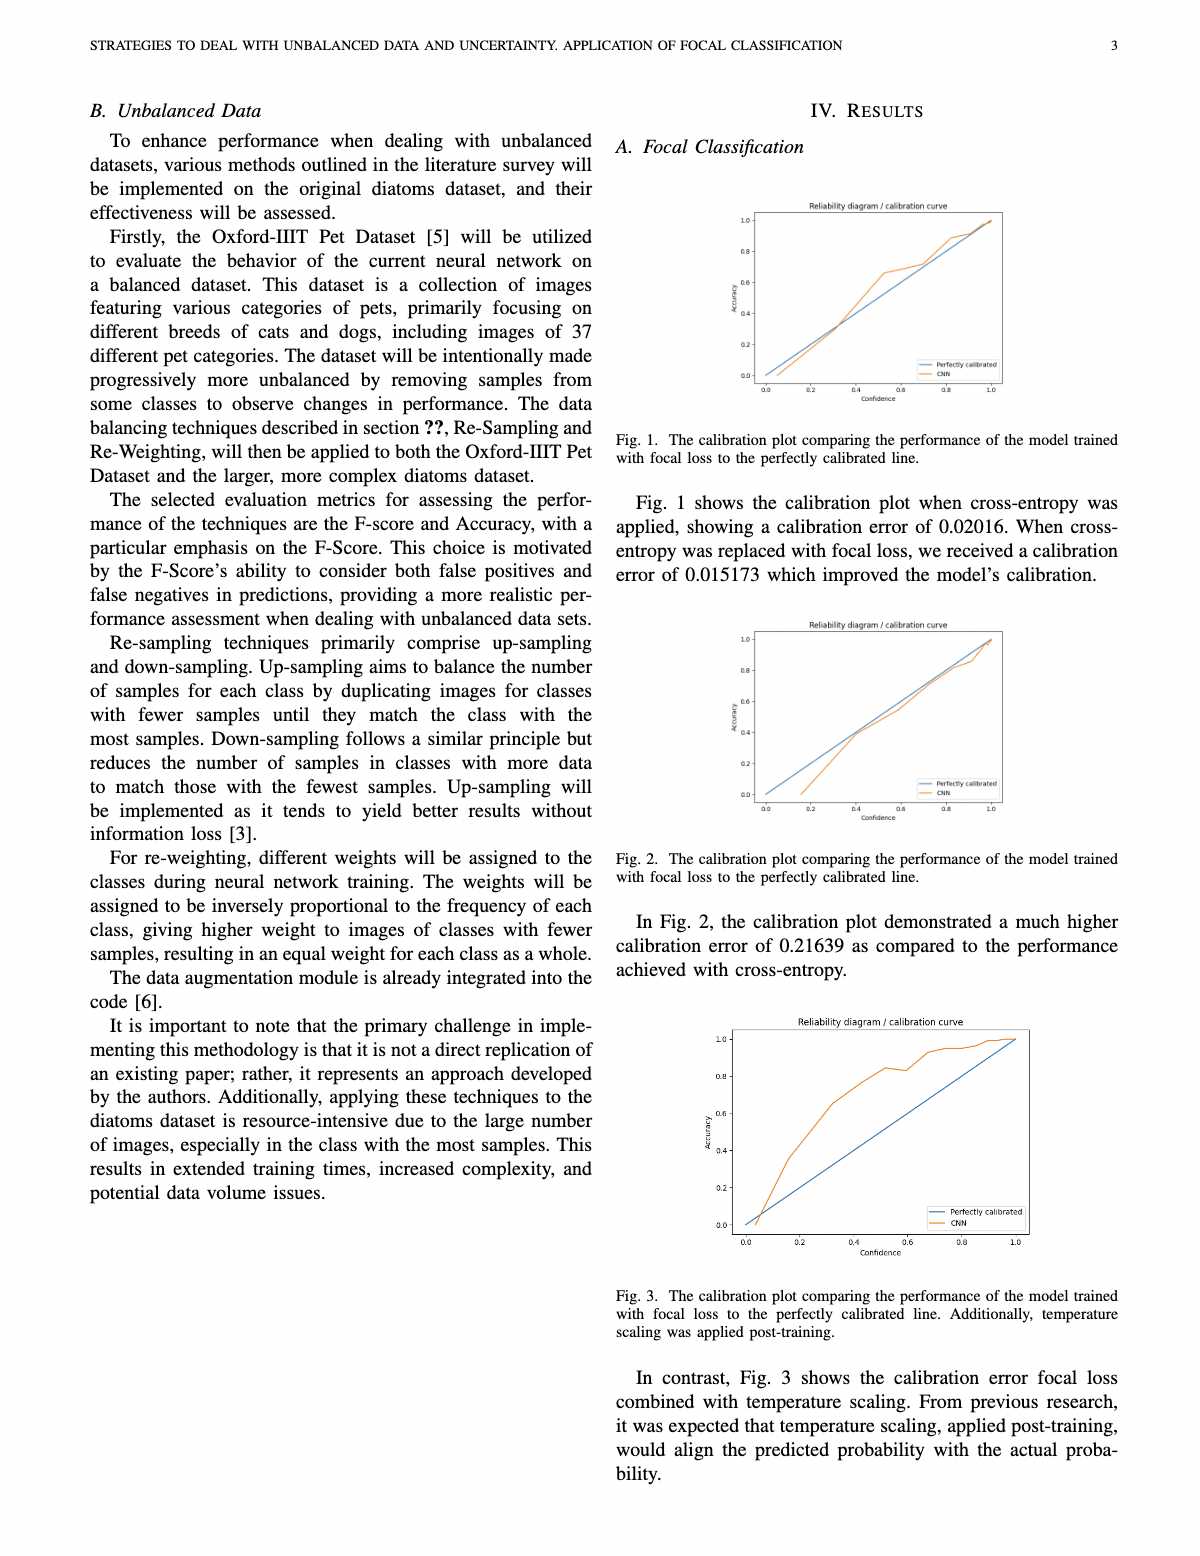 STRATEGIES TO DEAL WITH UNBALANCED DATA AND UNCERTAINTY. APPLICATION OF FOCAL CLASSIFICATION
3
B. Unbalanced Data
To enhance performance when dealing with unbalanced
datasets, various methods outlined in the literature survey will
be implemented on the original diatoms dataset, and their
effectiveness will be assessed.
Firstly, the Oxford-IIIT Pet Dataset [5] will be utilized
to evaluate the behavior of the current neural network on
a balanced dataset. This dataset is a collection of images
featuring various categories of pets, primarily focusing on
different breeds of cats and dogs, including images of 37
different pet categories. The dataset will be intentionally made
progressively more unbalanced by removing samples from
some classes to observe changes in performance. The data
balancing techniques described in section ??, Re-Sampling and
Re-Weighting, will then be applied to both the Oxford-IIIT Pet
Dataset and the larger, more complex diatoms dataset.
The selected evaluation metrics for assessing the perfor-
mance of the techniques are the F-score and Accuracy, with a
particular emphasis on the F-Score. This choice is motivated
by the F-Score's ability to consider both false positives and
false negatives in predictions, providing a more realistic per-
formance assessment when dealing with unbalanced data sets.
Re-sampling techniques primarily comprise up-sampling
and down-sampling. Up-sampling aims to balance the number
of samples for each class by duplicating images for classes
with fewer samples until they match the class with the
most samples. Down-sampling follows a similar principle but
reduces the number of samples in classes with more data
to match those with the fewest samples. Up-sampling will
be implemented as it tends to yield better results without
information loss [3].
For re-weighting, different weights will be assigned to the
classes during neural network training. The weights will be
assigned to be inversely proportional to the frequency of each
class, giving higher weight to images of classes with fewer
samples, resulting in an equal weight for each class as a whole.
The data augmentation module is already integrated into the
code [6].
It is important to note that the primary challenge in imple-
menting this methodology is that it is not a direct replication of
an existing paper; rather, it represents an approach developed
by the authors. Additionally, applying these techniques to the
diatoms dataset is resource-intensive due to the large number
of images, especially in the class with the most samples. This
results in extended training times, increased complexity, and
potential data volume issues.
IV. RESULTS
A. Focal Classification
Reliability diagram / calibration curve
1.0
0.8
0.6
0.4
0.2
0.0
Accuracy
Perfectly calibrated
CNN
0.0 0.2 0.4 0.6 0.8 1.0
Confidence
Fig. 1. The calibration plot comparing the performance of the model trained
with focal loss to the perfectly calibrated line.
Fig. 1 shows the calibration plot when cross-entropy was
applied, showing a calibration error of 0.02016. When cross-
entropy was replaced with focal loss, we received a calibration
error of 0.015173 which improved the model's calibration.
Reliability diagram / calibration curve
1.0
0.8
0.6
0.4
0.2
0.0
Accuracy
Perfectly calibrated
CNN
0.0 0.2 0.4 0.6 0.8 1.0
Confidence
Fig. 2. The calibration plot comparing the performance of the model trained
with focal loss to the perfectly calibrated line.
In Fig. 2, the calibration plot demonstrated a much higher
calibration error of 0.21639 as compared to the performance
achieved with cross-entropy.
Reliability diagram / calibration curve
1.0
0.8
0.6
0.4
0.2
0.0
Accuracy
Perfectly calibrated
CNN
0.0 0.2 0.4 0.6 0.8 1.0
Confidence
Fig. 3. The calibration plot comparing the performance of the model trained
with focal loss to the perfectly calibrated line. Additionally, temperature
scaling was applied post-training.
In contrast, Fig. 3 shows the calibration error focal loss
combined with temperature scaling. From previous research,
it was expected that temperature scaling, applied post-training,
would align the predicted probability with the actual proba-
bility.